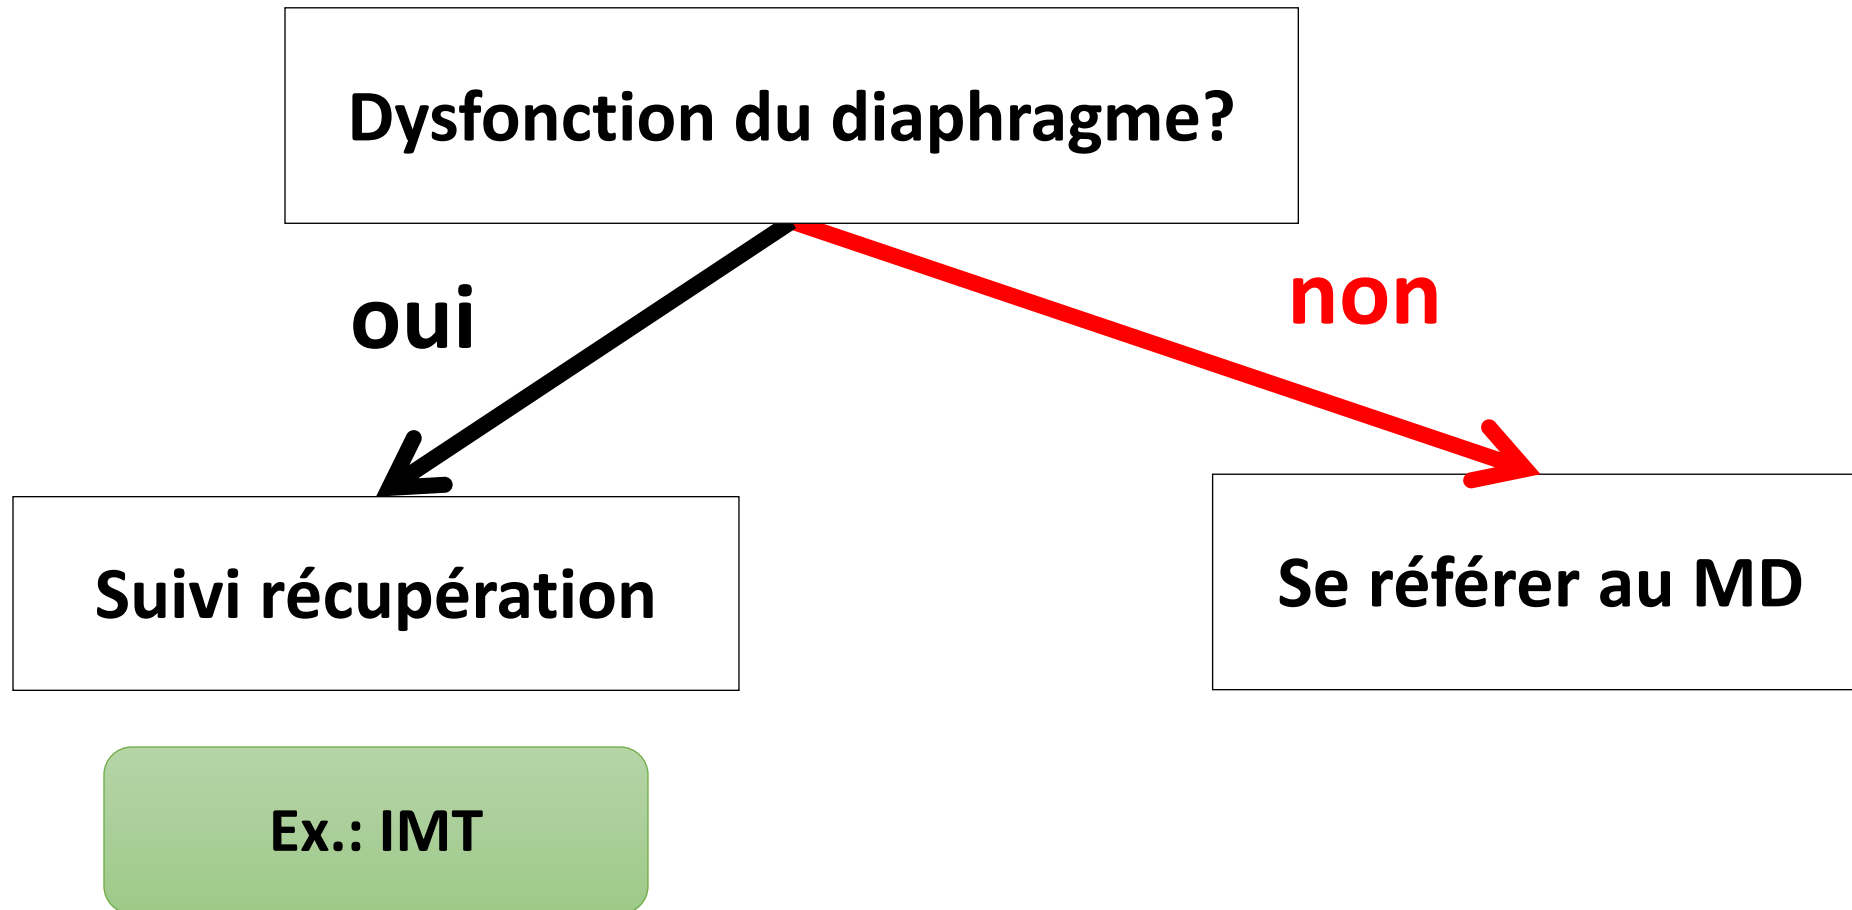 Dysfonction du diaphragme?
oui
non
Suivi récupération
Se référer au MD
Ex.: IMT